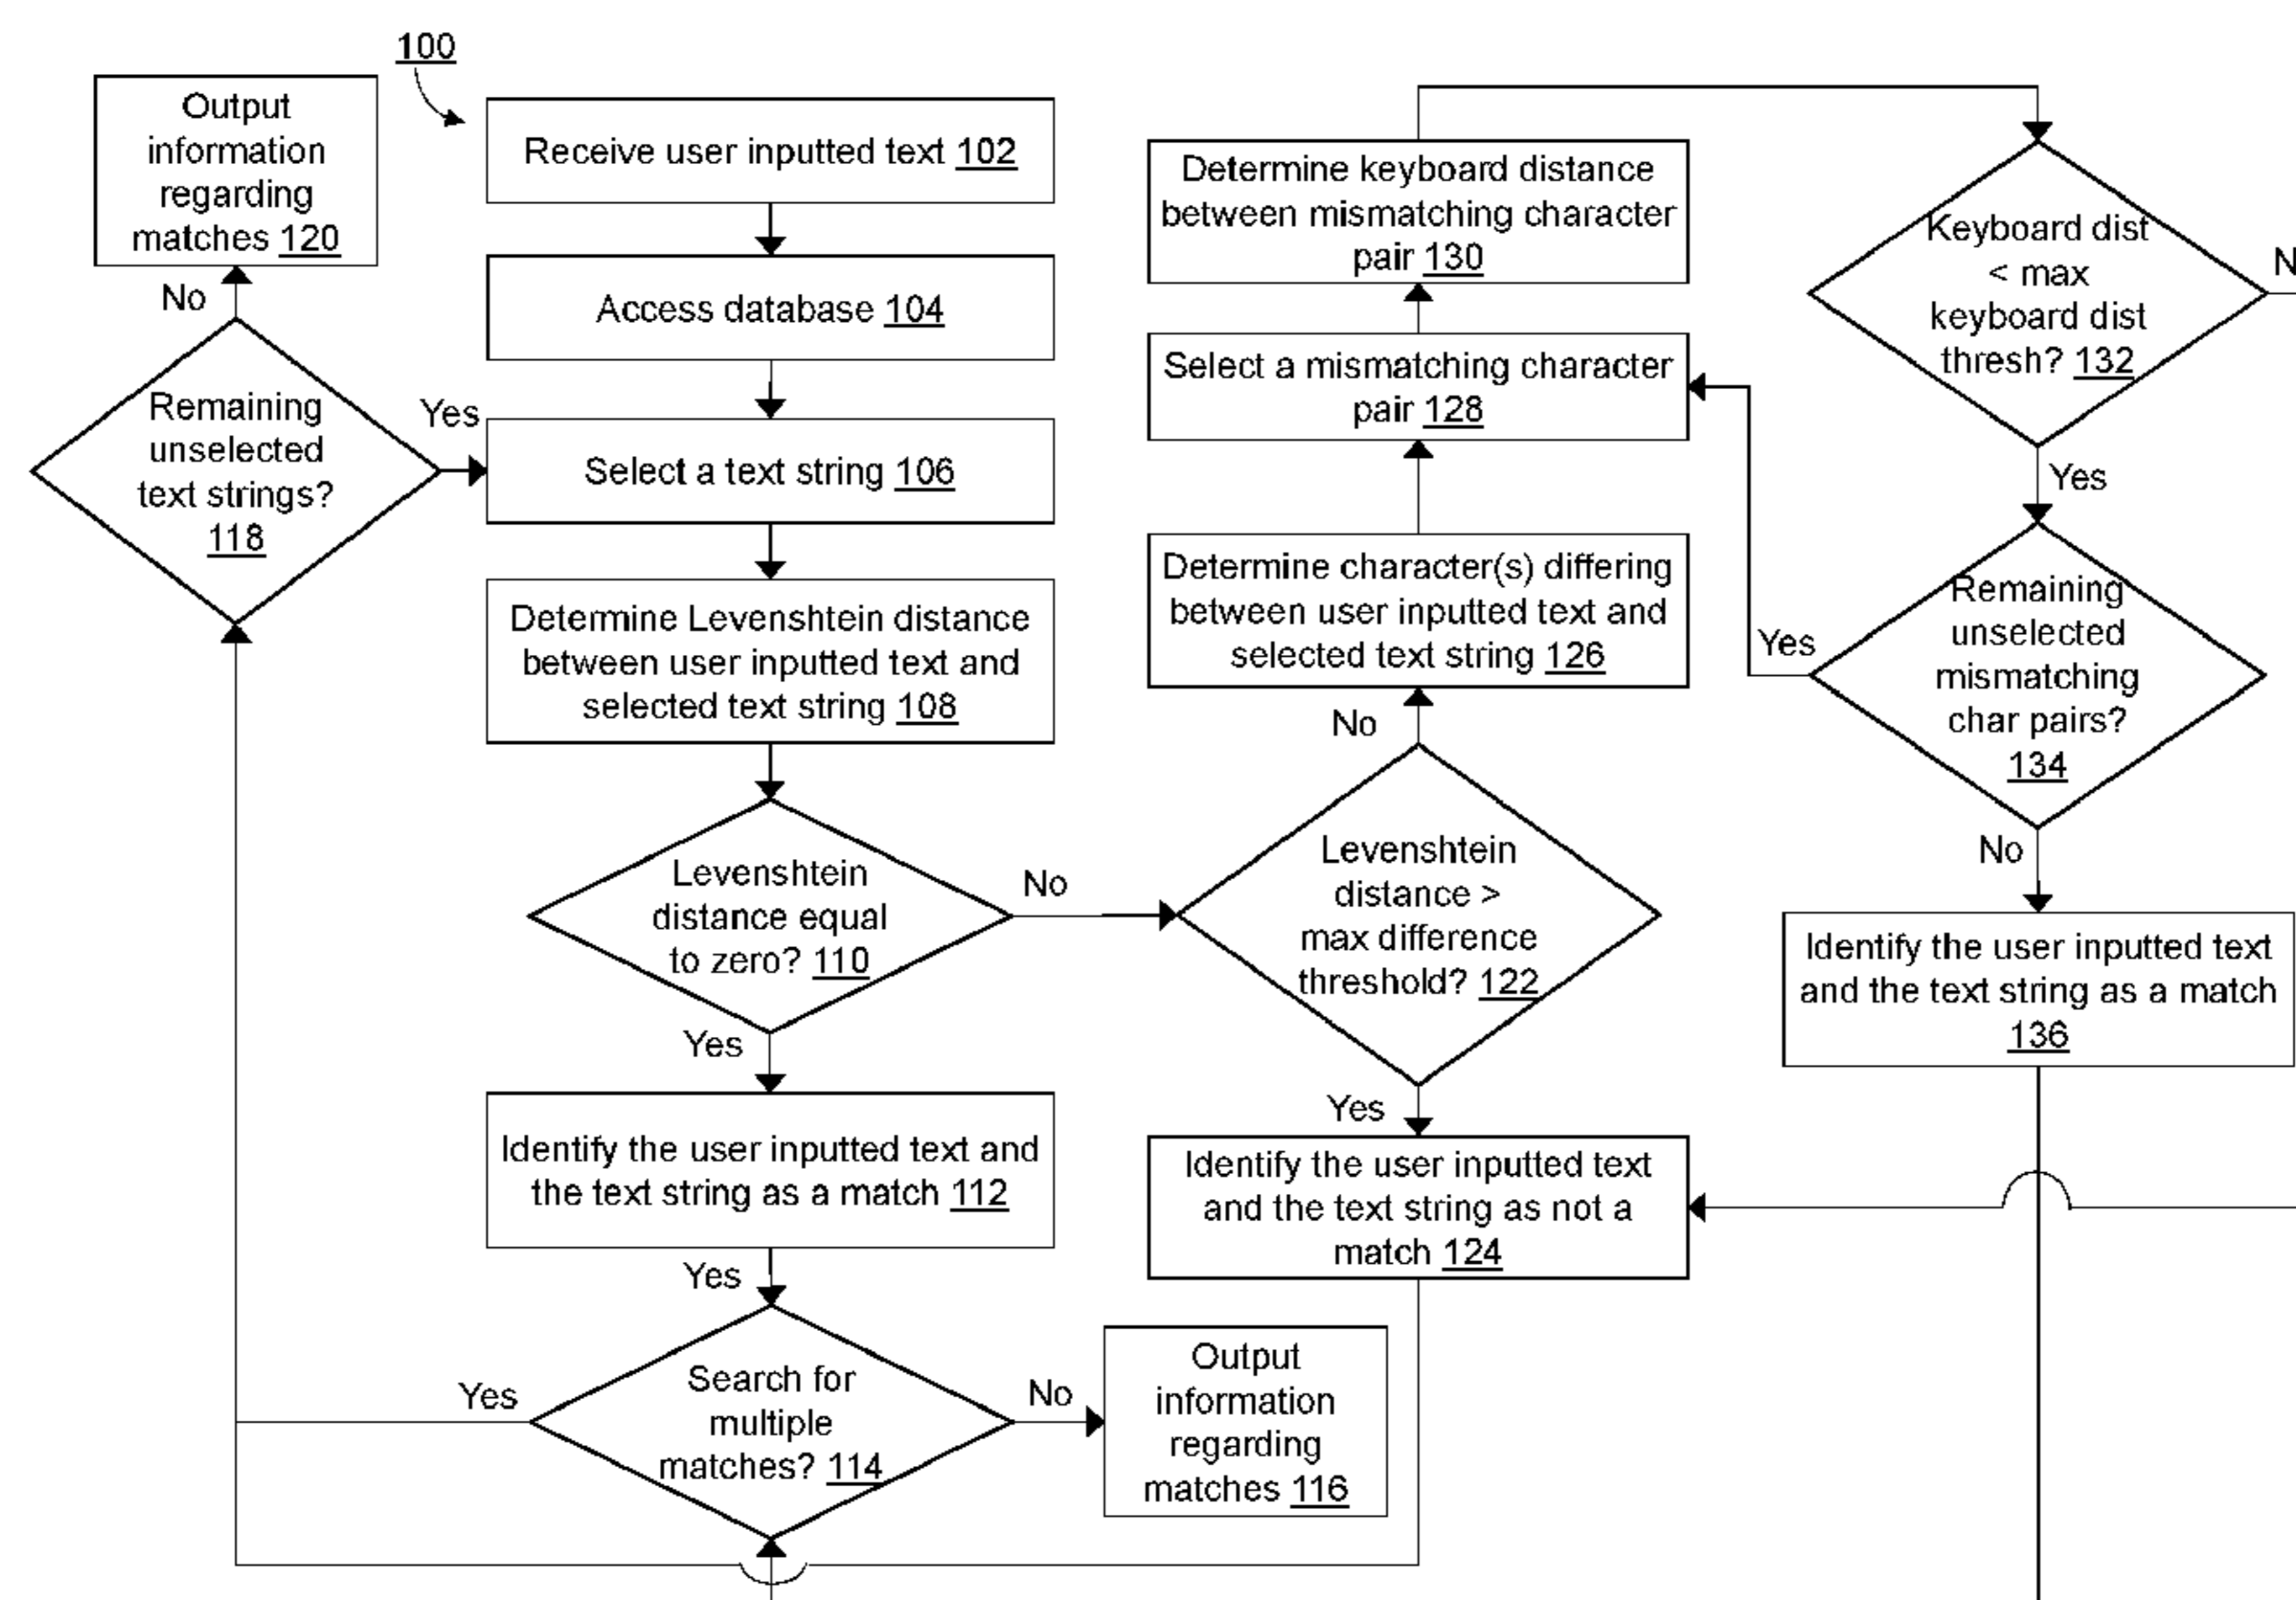 100
Output
information
regarding
matches 120
No
Remaining
unselected
text strings?
118
Yes
Receive user inputted text 102
Access database 104
Select a text string 106
Determine Levenshtein distance
between user inputted text and
selected text string 108
Levenshtein
distance equal
to zero? 110
No
Yes
Identify the user inputted text and
the text string as a match 112
Yes
Search for
multiple
matches? 114
Yes
No
Output
information
regarding
matches 116
Determine keyboard distance
between mismatching character
pair 130
Select a mismatching character
pair 128
Determine character(s) differing
between user inputted text and
selected text string 126
No
Levenshtein
distance >
max difference
threshold? 122
Yes
Identify the user inputted text
and the text string as not a
match 124
Keyboard dist
< max
keyboard dist
thresh? 132
Yes
Remaining
unselected
mismatching
char pairs?
134
Yes
No
Identify the user inputted text
and the text string as a match
136